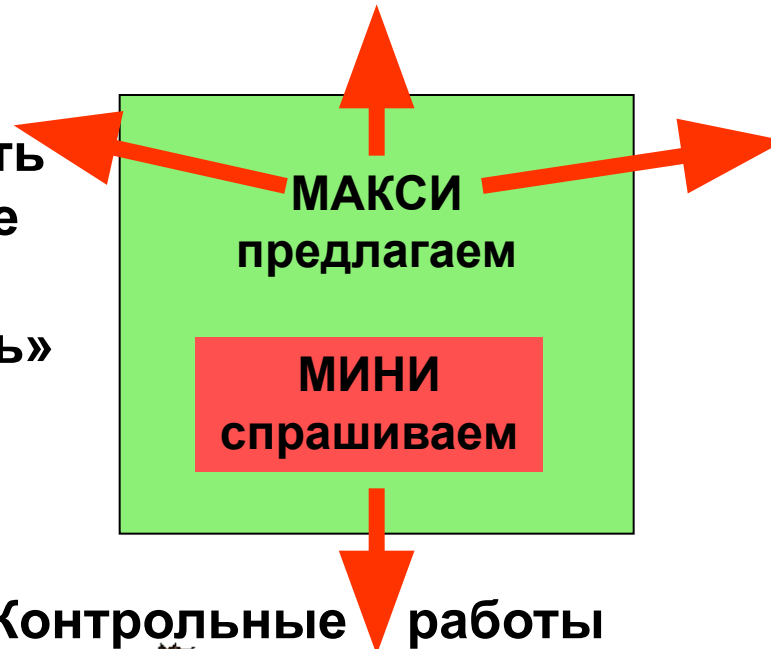 МАКСИ
предлагаем
МИНИ
спрашиваем
Контрольные работы